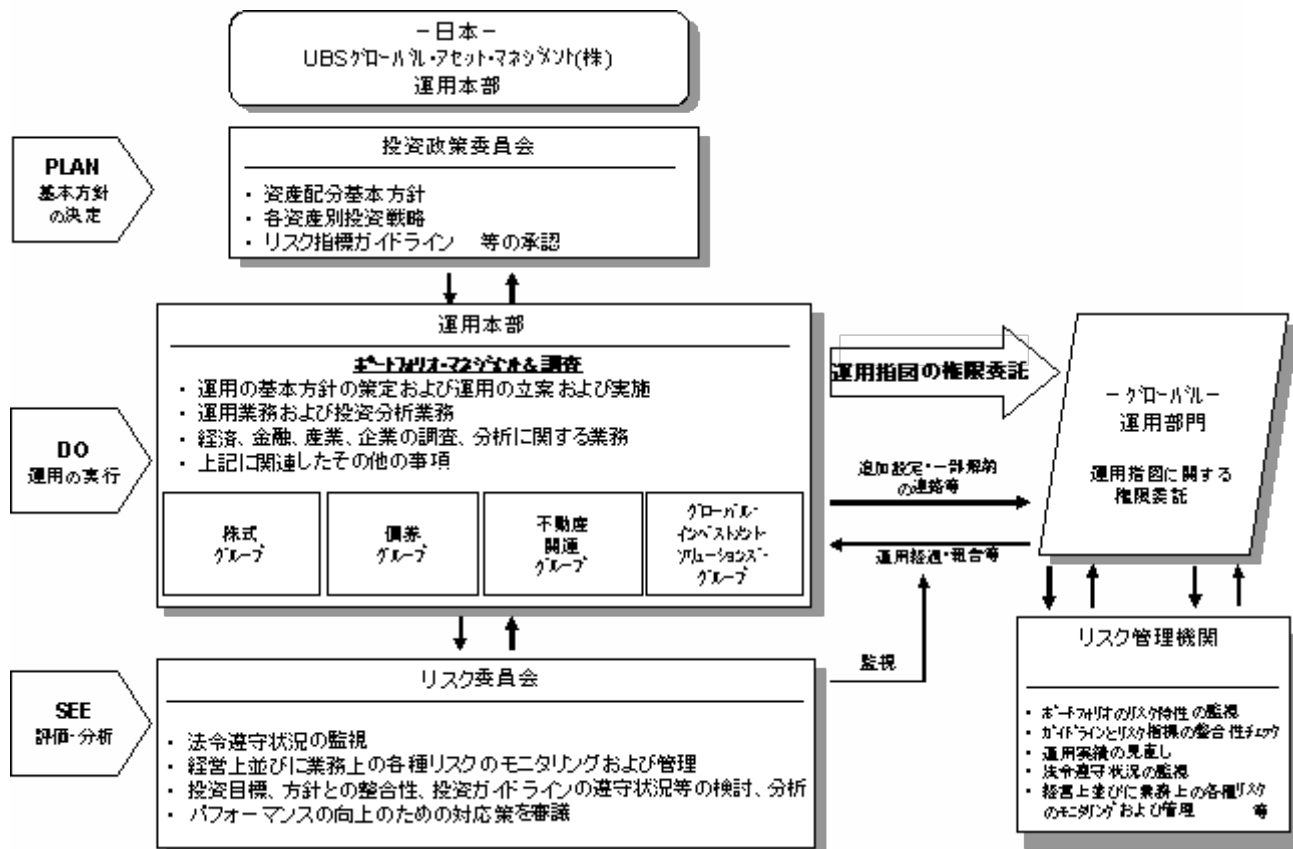 －日本－
UBSｸﾞﾛｰﾊﾞﾙ･ｱｾｯﾄ･ﾏﾈｼﾞﾒﾝﾄ(株)
運用本部
PLAN
基本方針
の決定
投資政策委員会
・ 資産配分基本方針
・ 各資産別投資戦略
・ リスク指標ガイドライン 等の承認
DO
運用の実行
運用本部
ﾎﾟｰﾄﾌｫﾘｵ･ﾏﾈｼﾞﾒﾝﾄ&調査
・ 運用の基本方針の策定および運用の立案および実施
・ 運用業務および投資分析業務
・ 経済、金融、産業、企業の調査、分析に関する業務
・ 上記に関連したその他の事項
株式
ｸﾞﾙｰﾌﾟ
債券
ｸﾞﾙｰﾌﾟ
不動産
関連
ｸﾞﾙｰﾌﾟ
ｸﾞﾛｰﾊﾞﾙ･
ｲﾝﾍﾞｽﾄﾒﾝﾄ･
ｿﾘｭｰｼｮﾝｽﾞ･
ｸﾞﾙｰﾌﾟ
運用指図の権限委託
追加設定・一部解約
の連絡等
運用経過・報告等
監視
－ｸﾞﾛｰﾊﾞﾙ－
運用部門
運用指図に関する
権限委託
SEE
評価・分析
リスク委員会
・ 法令遵守状況の監視
・ 経営上並びに業務上の各種リスクのモニタリングおよび管理
・ 投資目標、方針との整合性、投資ガイドラインの遵守状況等の検討、分析
・ パフォーマンスの向上のための対応策を審議
リスク管理機関
・ ﾎﾟｰﾄﾌｫﾘｵのﾘｽｸ特性の監視
・ ｶﾞｲﾄﾞﾗｲﾝとﾘｽｸ指標の整合性ﾁｪｯｸ
・ 運用実績の見直し
・ 法令遵守状況の監視
・ 経営上並びに業務上の各種ﾘｽｸ
のﾓﾆﾀﾘﾝｸﾞおよび管理 等